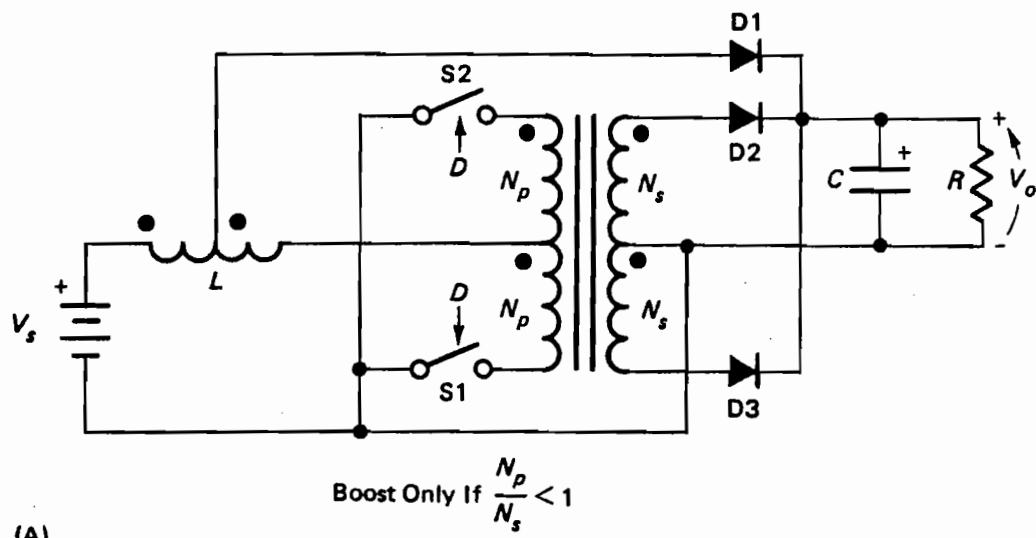 D1
S2
D2
D
N_p
N_s
C
+
R
+
V_o
-
L
+
V_s
D
N_p
N_s
S1
D3
Boost Only If N_p/N_s < 1
(A)